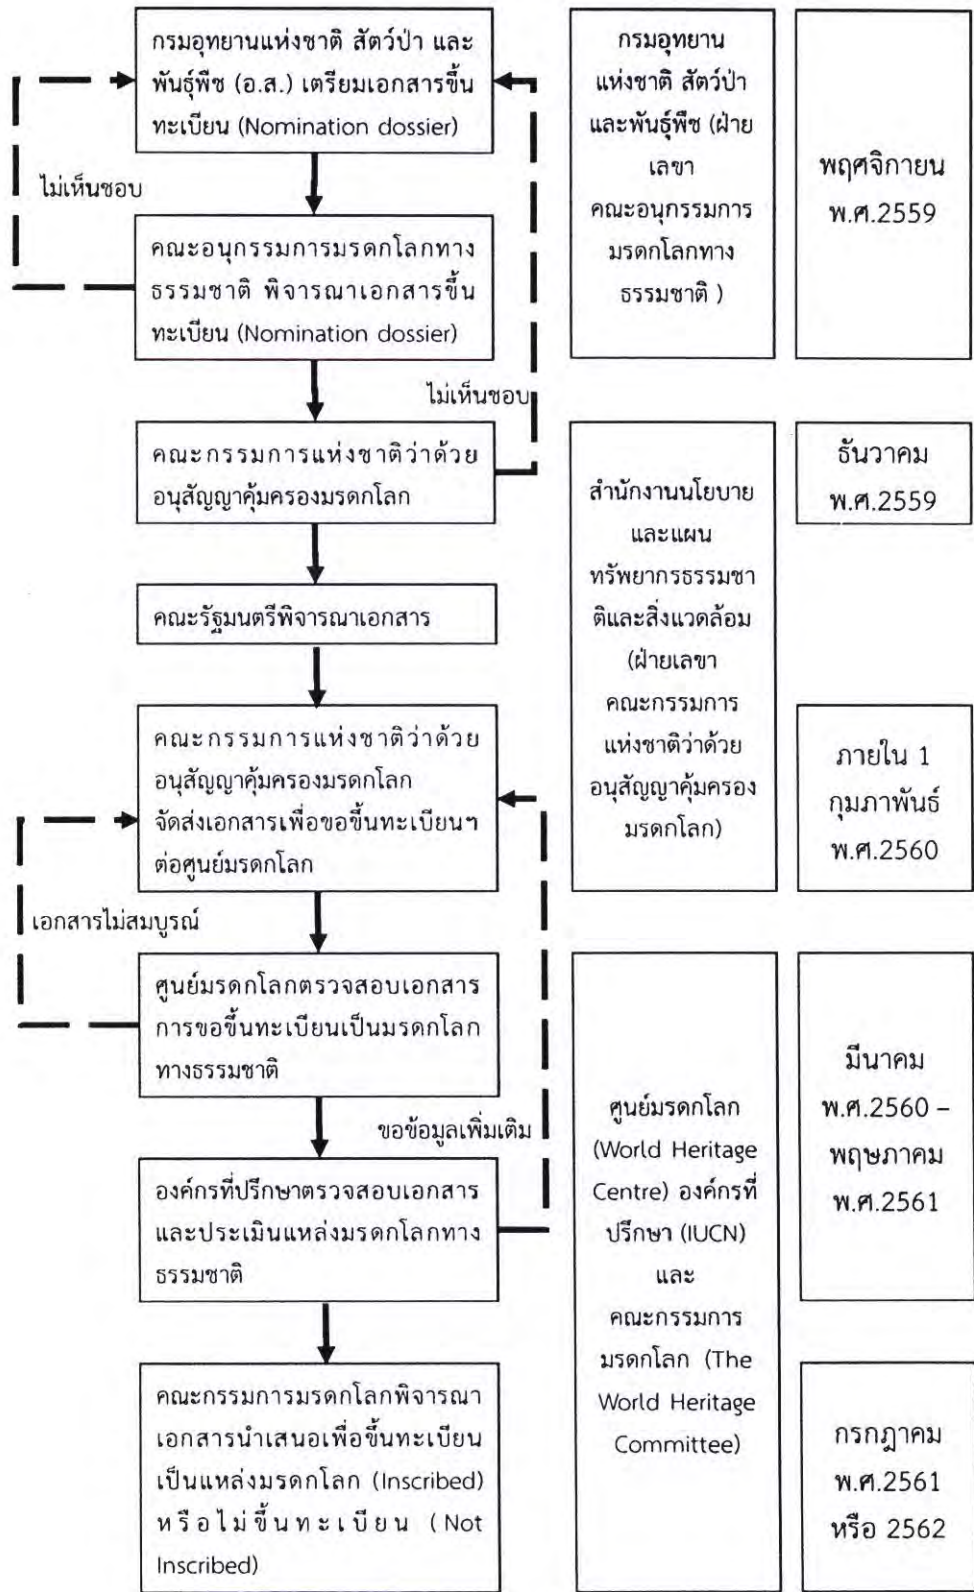 กรมอุทยานแห่งชาติ สัตว์ป่า และ
พันธุ์พืช (อ.ส.) เตรียมเอกสารขึ้น
ทะเบียน (Nomination dossier)
ไม่เห็นชอบ
คณะอนุกรรมการมรดกโลกทาง
ธรรมชาติ พิจารณาเอกสารขึ้น
ทะเบียน (Nomination dossier)
ไม่เห็นชอบ
คณะกรรมการแห่งชาติว่าด้วย
อนุสัญญาคุ้มครองมรดกโลก
คณะรัฐมนตรีพิจารณาเอกสาร
คณะกรรมการแห่งชาติว่าด้วย
อนุสัญญาคุ้มครองมรดกโลก
จัดส่งเอกสารเพื่อขอขึ้นทะเบียนฯ
ต่อศูนย์มรดกโลก
เอกสารไม่สมบูรณ์
ศูนย์มรดกโลกตรวจสอบเอกสาร
การขอขึ้นทะเบียนเป็นมรดกโลก
ทางธรรมชาติ
ขอข้อมูลเพิ่มเติม
องค์กรที่ปรึกษาตรวจสอบเอกสาร
และประเมินแหล่งมรดกโลกทาง
ธรรมชาติ
คณะกรรมการมรดกโลกพิจารณา
เอกสารนำเสนอเพื่อขึ้นทะเบียน
เป็นแหล่งมรดกโลก (Inscribed)
หรือไม่ขึ้นทะเบียน (Not
Inscribed)
กรมอุทยาน
แห่งชาติ สัตว์ป่า
และพันธุ์พืช (ฝ่าย
เลขา
คณะอนุกรรมการ
มรดกโลกทาง
ธรรมชาติ )
สำนักงานนโยบาย
และแผน
ทรัพยากรธรรมชา
ติและสิ่งแวดล้อม
(ฝ่ายเลขา
คณะกรรมการ
แห่งชาติว่าด้วย
อนุสัญญาคุ้มครอง
มรดกโลก)
ศูนย์มรดกโลก
(World Heritage
Centre) องค์กรที่
ปรึกษา (IUCN)
และ
คณะกรรมการ
มรดกโลก (The
World Heritage
Committee)
พฤศจิกายน
พ.ศ.2559
ธันวาคม
พ.ศ.2559
ภายใน 1
กุมภาพันธ์
พ.ศ.2560
มีนาคม
พ.ศ.2560 –
พฤษภาคม
พ.ศ.2561
กรกฎาคม
พ.ศ.2561
หรือ 2562